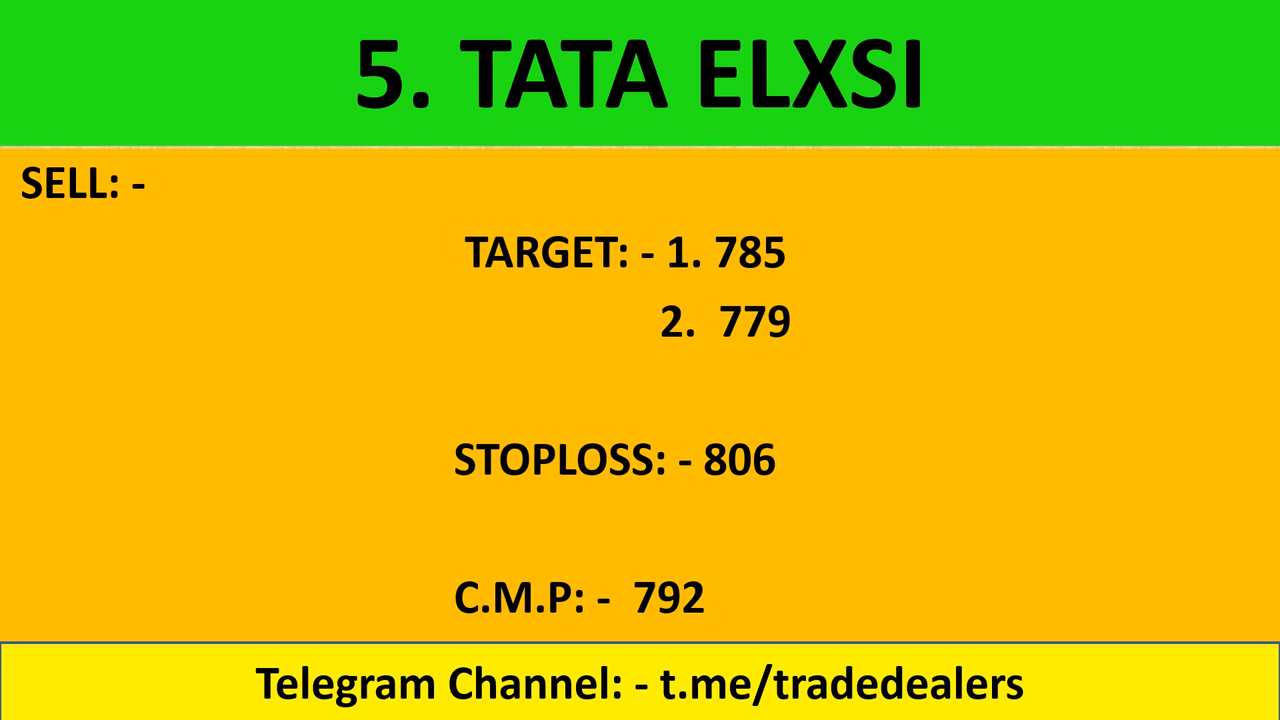 5. TATA ELXSI
SELL: -
TARGET: - 1. 785
2. 779
STOPLOSS: - 806
C.M.P: - 792
Telegram Channel: - t.me/tradedealers